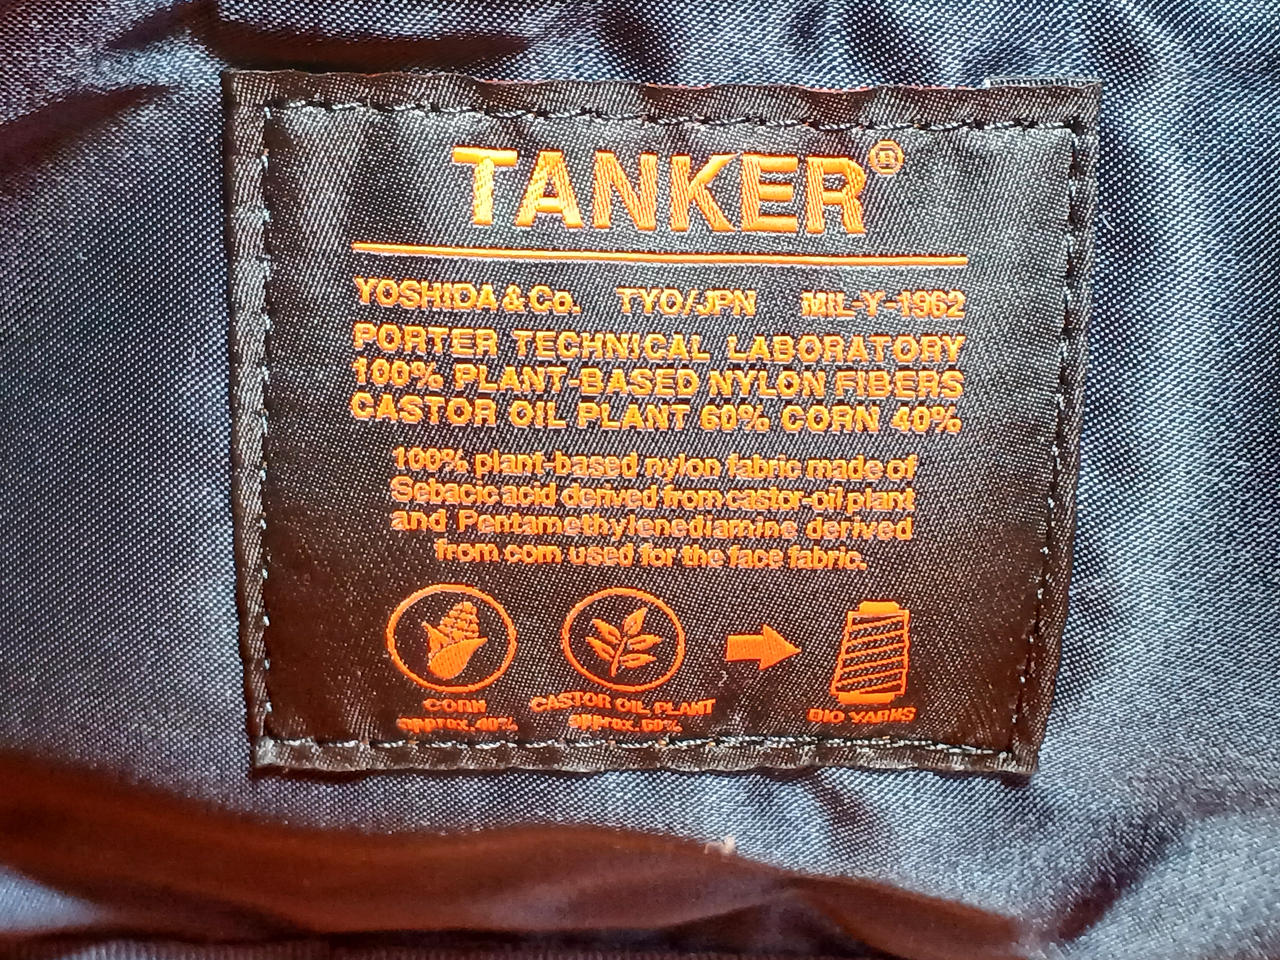 TANKER®
YOSHIDA & Co. TYO/JPN MIL-Y-1962
PORTER TECHNICAL LABORATORY
100% PLANT-BASED NYLON FIBERS
CASTOR OIL PLANT 60% CORN 40%
100% plant-based nylon fabric made of
Sebacic acid derived from castor-oil plant
and Pentamethylenediamine derived
from corn used for the face fabric.
CORN
approx. 40%
CASTOR OIL PLANT
approx. 60%
BIO YARNS